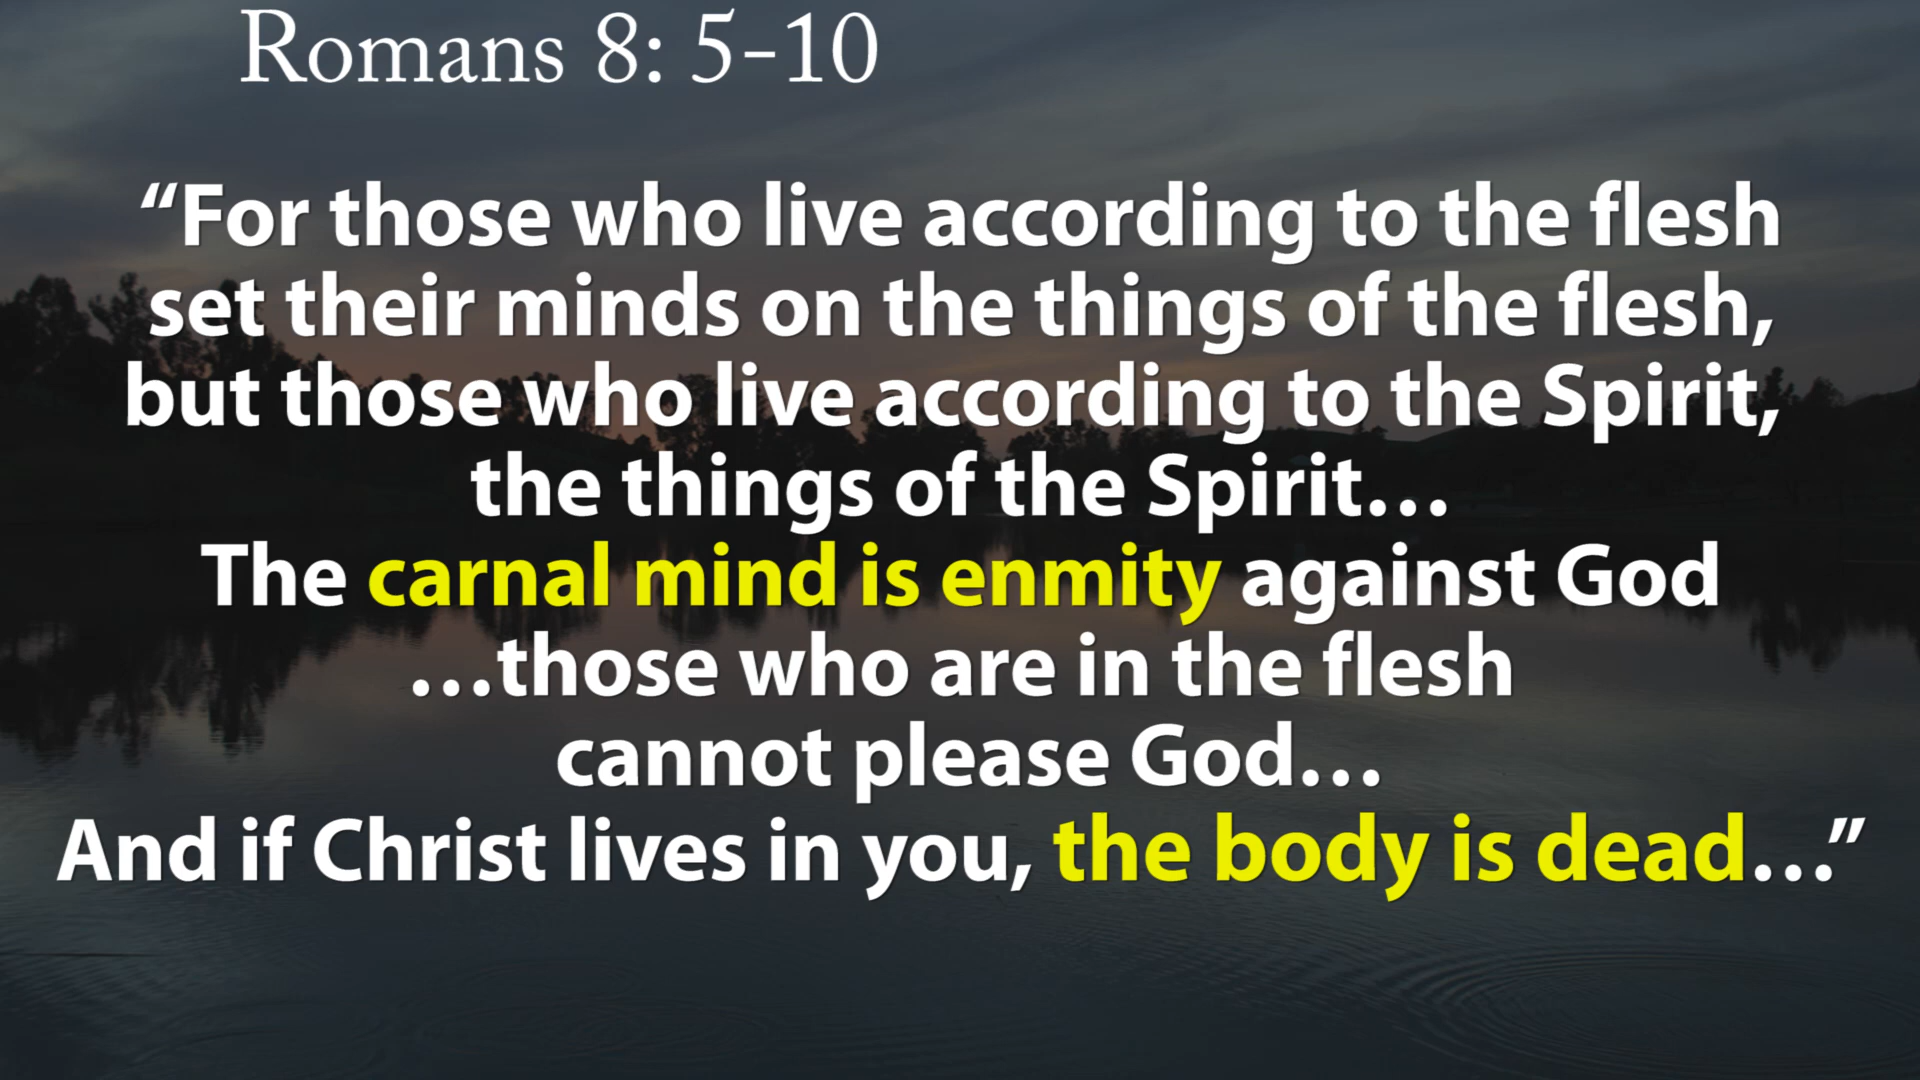 Romans 8: 5-10
“For those who live according to the flesh
set their minds on the things of the flesh,
but those who live according to the Spirit,
the things of the Spirit…
The carnal mind is enmity against God
…those who are in the flesh
cannot please God…
And if Christ lives in you, the body is dead…”